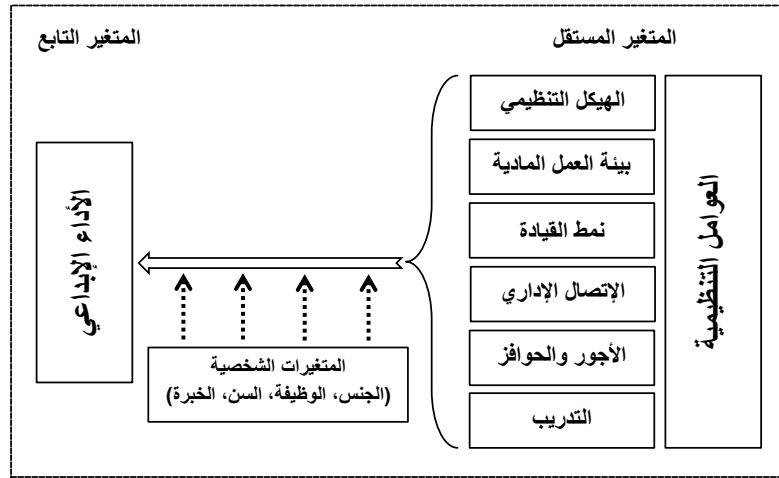 المتغير المستقل
المتغير التابع
العوامل التنظيمية
الهيكل التنظيمي
بيئة العمل المادية
نمط القيادة
الإتصال الإداري
الأجور والحوافز
التدريب
المتغيرات الشخصية
(الجنس، الوظيفة، السن، الخبرة)
الأداء الإبداعي